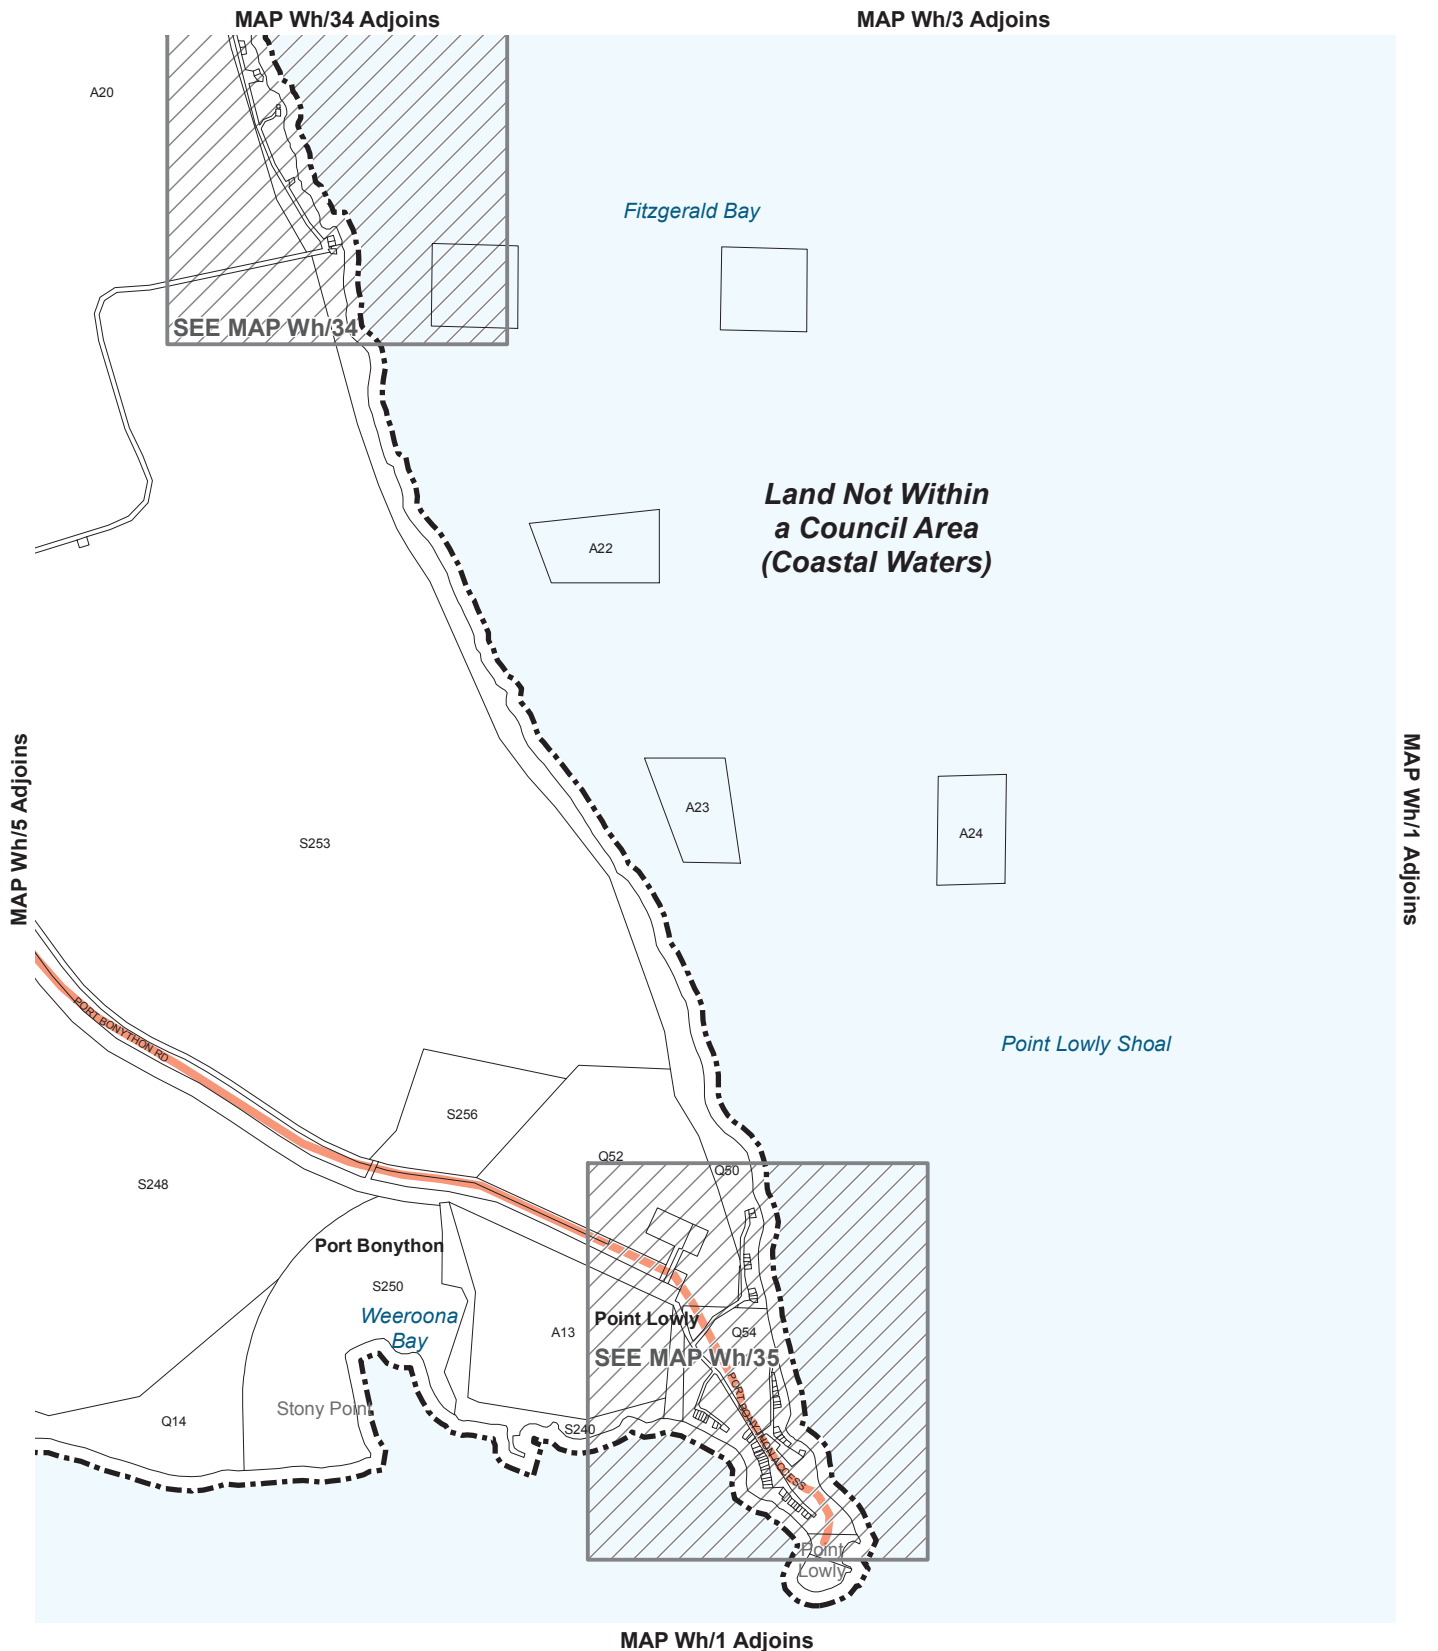 MAP Wh/34 Adjoins
MAP Wh/3 Adjoins
A20
Fitzgerald Bay
SEE MAP Wh/34
Land Not Within
a Council Area
(Coastal Waters)
A22
MAP Wh/5 Adjoins
MAP Wh/1 Adjoins
A23
A24
S253
PORT BONYTHON RD
Point Lowly Shoal
S256
Q52
Q50
S248
Port Bonython
S250
Weeroona
Bay
A13
Point Lowly
Q54
SEE MAP Wh/35
PORT BONYTHON ACCESS
Stony Point
Q14
S240
Point
Lowly
MAP Wh/1 Adjoins